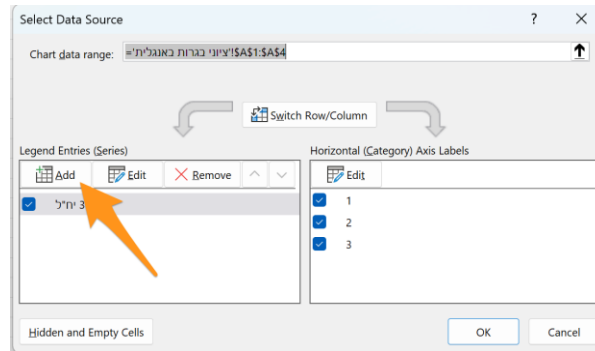 Select Data Source ? ×
Chart data range: ='ציוני בגרות באנגלית'!$A$1:$A$4
Switch Row/Column
Legend Entries (Series)
Add Edit Remove
3 יח"ל
Horizontal (Category) Axis Labels
Edit
1
2
3
Hidden and Empty Cells
OK Cancel